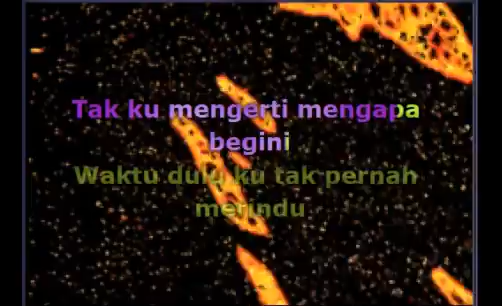 Tak ku mengerti mengapa
begini
Waktu dulu ku tak pernah
merindu